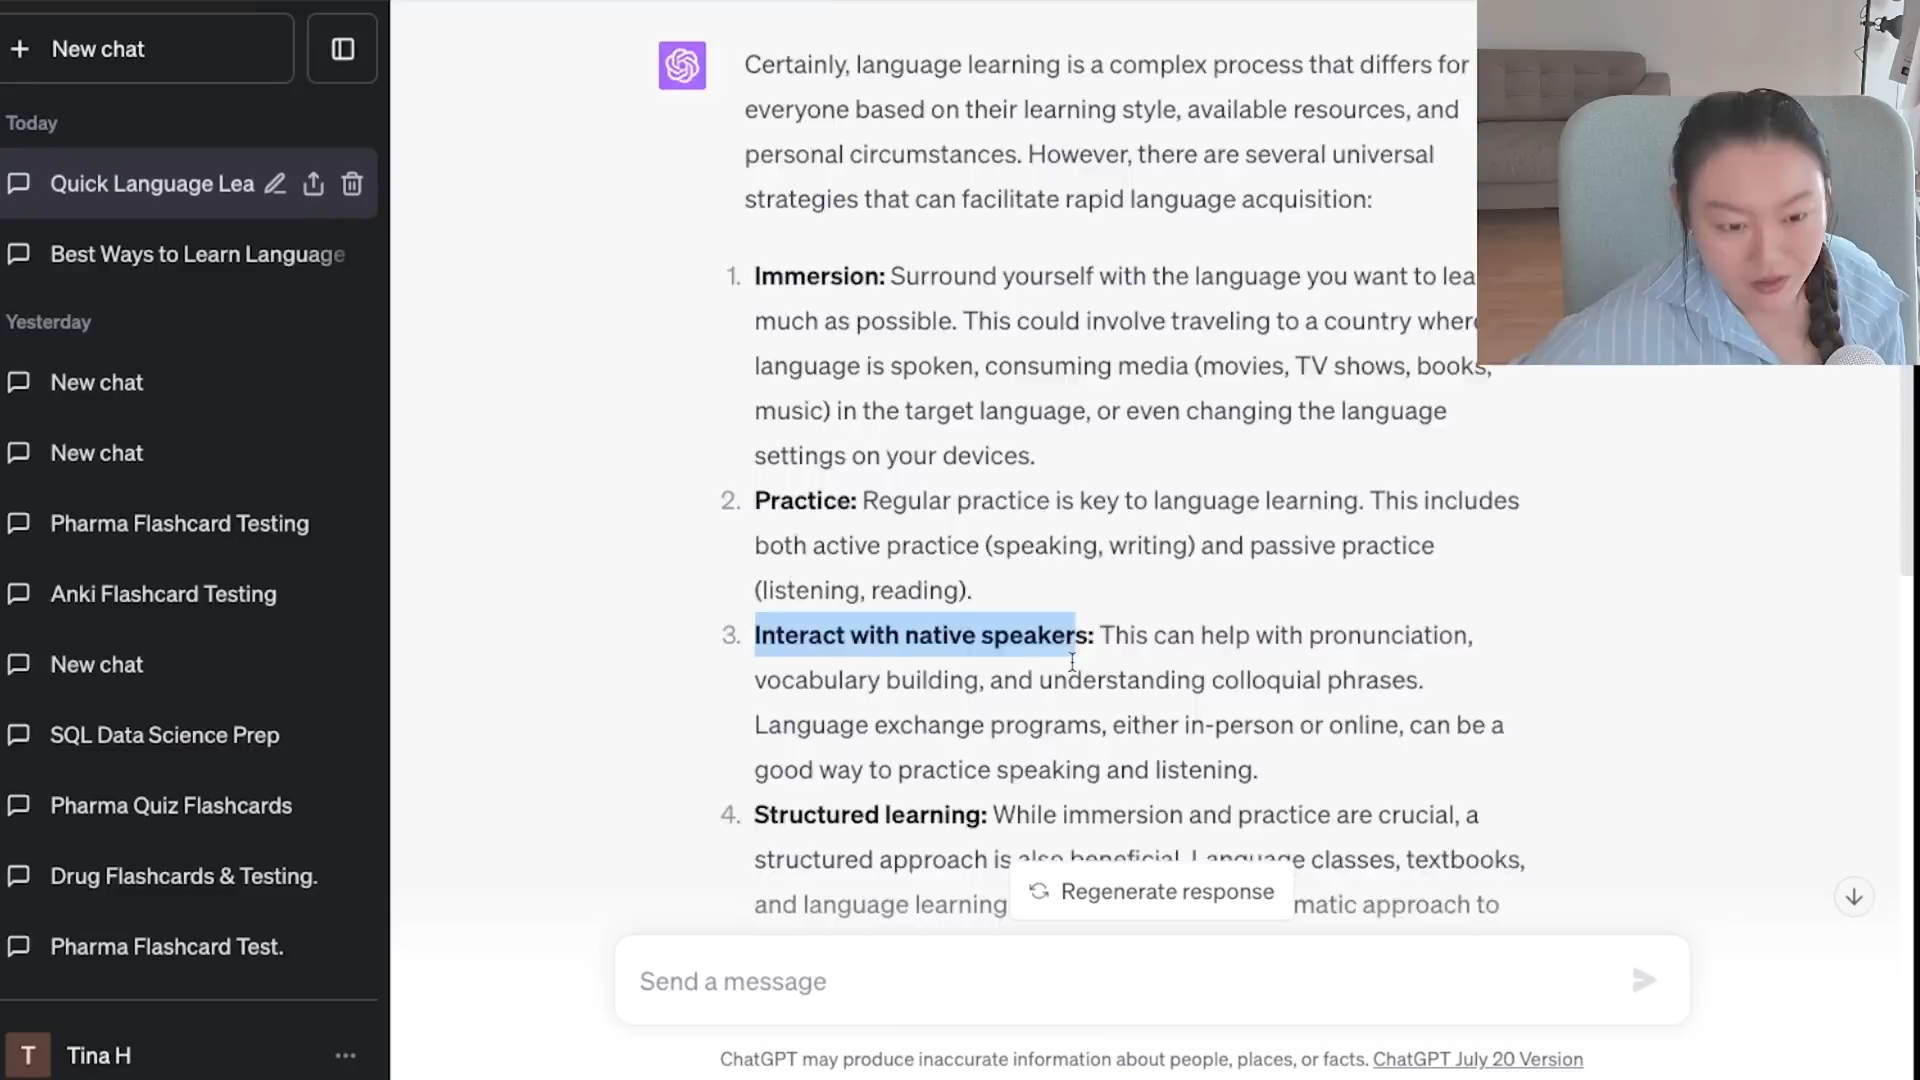 New chat
Today
Quick Language Lea
Best Ways to Learn Language
Yesterday
New chat
New chat
Pharma Flashcard Testing
Anki Flashcard Testing
New chat
SQL Data Science Prep
Pharma Quiz Flashcards
Drug Flashcards & Testing.
Pharma Flashcard Test.
T
Tina H
Certainly, language learning is a complex process that differs for
everyone based on their learning style, available resources, and
personal circumstances. However, there are several universal
strategies that can facilitate rapid language acquisition:
1. Immersion: Surround yourself with the language you want to lea
much as possible. This could involve traveling to a country where
language is spoken, consuming media (movies, TV shows, books,
music) in the target language, or even changing the language
settings on your devices.
2. Practice: Regular practice is key to language learning. This includes
both active practice (speaking, writing) and passive practice
(listening, reading).
3. Interact with native speakers: This can help with pronunciation,
vocabulary building, and understanding colloquial phrases.
Language exchange programs, either in-person or online, can be a
good way to practice speaking and listening.
4. Structured learning: While immersion and practice are crucial, a
structured approach is also beneficial. Language classes, textbooks,
and language learning matic approach to
Regenerate response
Send a message
ChatGPT may produce inaccurate information about people, places, or facts. ChatGPT July 20 Version